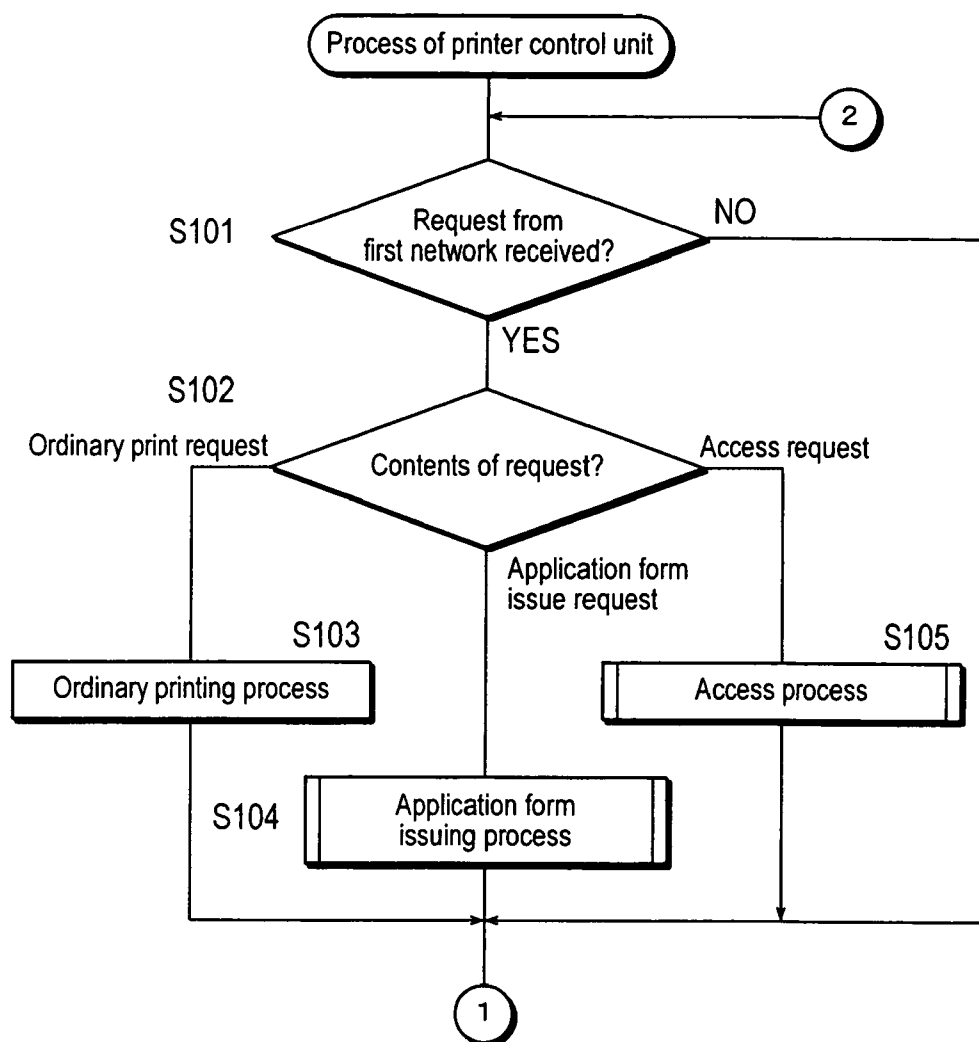 Process of printer control unit
2
S101
Request from
first network received?
NO
YES
S102
Ordinary print request
Contents of request?
Access request
Application form
issue request
S103
Ordinary printing process
S105
Access process
S104
Application form
issuing process
1